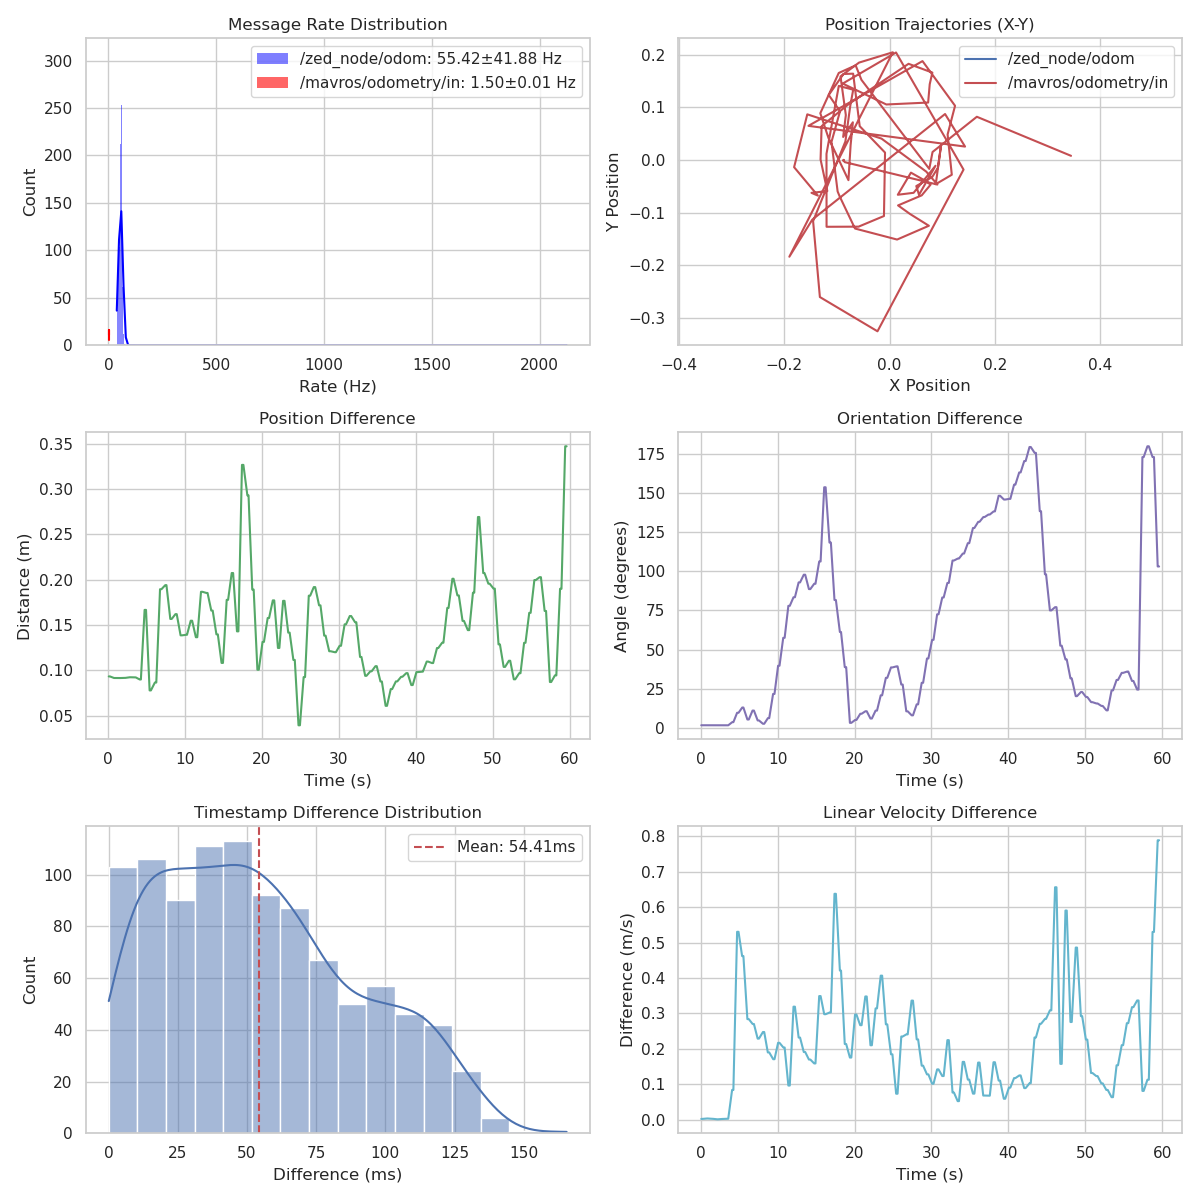 Message Rate Distribution
/zed_node/odom: 55.42±41.88 Hz
/mavros/odometry/in: 1.50±0.01 Hz
Count
300
250
200
150
100
50
0
0 500 1000 1500 2000
Rate (Hz)
Position Trajectories (X-Y)
/zed_node/odom
/mavros/odometry/in
Y Position
0.2
0.1
0.0
−0.1
−0.2
−0.3
−0.4 −0.2 0.0 0.2 0.4
X Position
Position Difference
Distance (m)
0.35
0.30
0.25
0.20
0.15
0.10
0.05
0 10 20 30 40 50 60
Time (s)
Orientation Difference
Angle (degrees)
175
150
125
100
75
50
25
0
0 10 20 30 40 50 60
Time (s)
Timestamp Difference Distribution
Mean: 54.41ms
Count
100
80
60
40
20
0
0 25 50 75 100 125 150
Difference (ms)
Linear Velocity Difference
Difference (m/s)
0.8
0.7
0.6
0.5
0.4
0.3
0.2
0.1
0.0
0 10 20 30 40 50 60
Time (s)